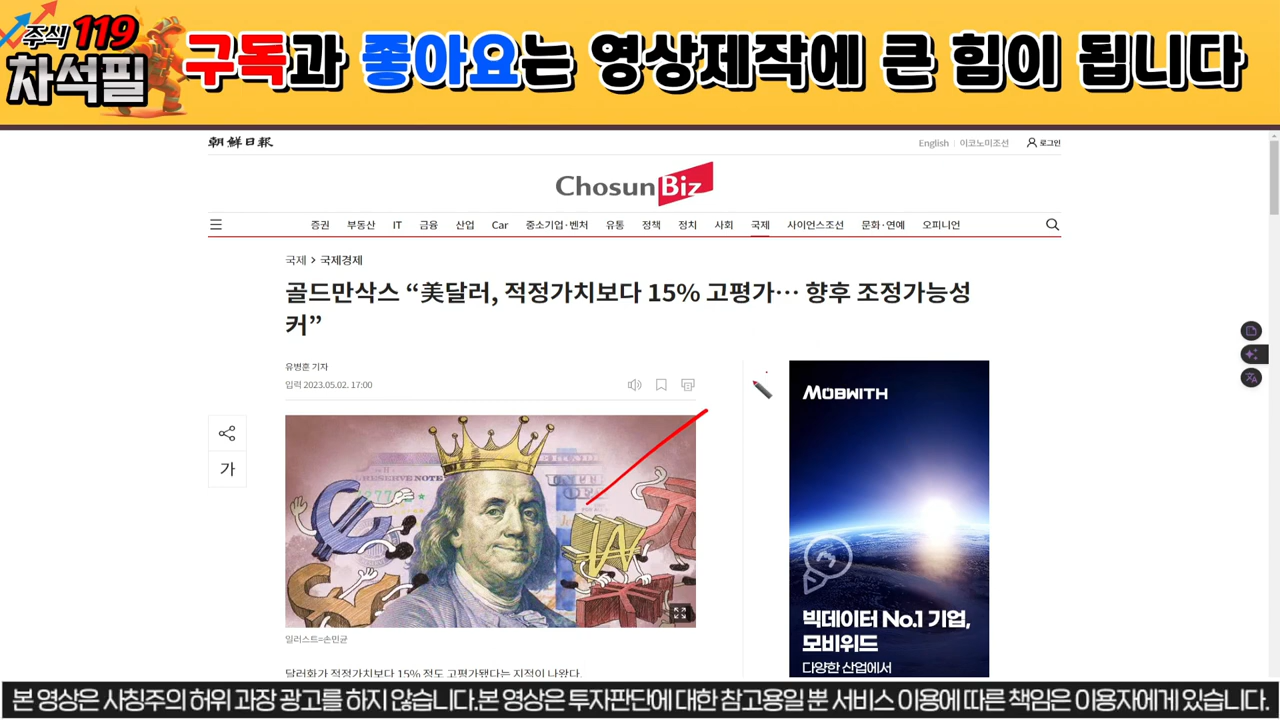 주식 119
차석필
구독과 좋아요는 영상제작에 큰 힘이 됩니다
朝鮮日報
English 이코노미조선 로그인
ChosunBiz
증권 부동산 IT 금융 산업 Car 중소기업·벤처 유통 정책 정치 사회 국제 사이언스조선 문화·연예 오피니언
국제 > 국제경제
골드만삭스 “美달러, 적정가치보다 15% 고평가… 향후 조정가능성
커”
유병훈 기자
입력 2023.05.02. 17:00
가
RESERVE NOTE
일러스트=손민균
달러화가 적정가치보다 15% 정도 고평가됐다는 지적이 나왔다.
MOBWITH
빅데이터 No.1 기업,
모비위드
다양한 산업에서
본 영상은 사칭주의 허위 과장 광고를 하지 않습니다.본 영상은 투자판단에 대한 참고용일 뿐 서비스 이용에 따른 책임은 이용자에게 있습니다.